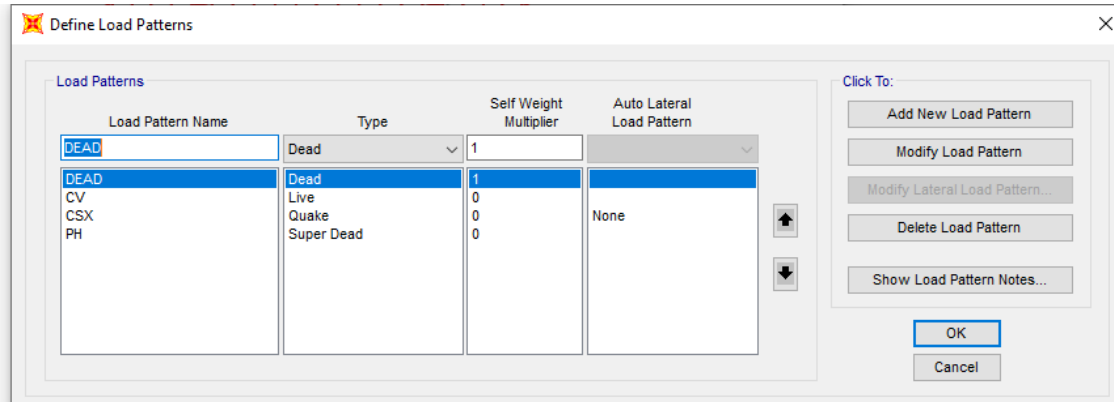 Define Load Patterns
Load Patterns
Click To:
Load Pattern Name Type Self Weight Multiplier Auto Lateral Load Pattern
DEAD Dead 1
DEAD Dead 1
CV Live 0
CSX Quake 0 None
PH Super Dead 0
Add New Load Pattern
Modify Load Pattern
Modify Lateral Load Pattern...
Delete Load Pattern
Show Load Pattern Notes...
OK
Cancel